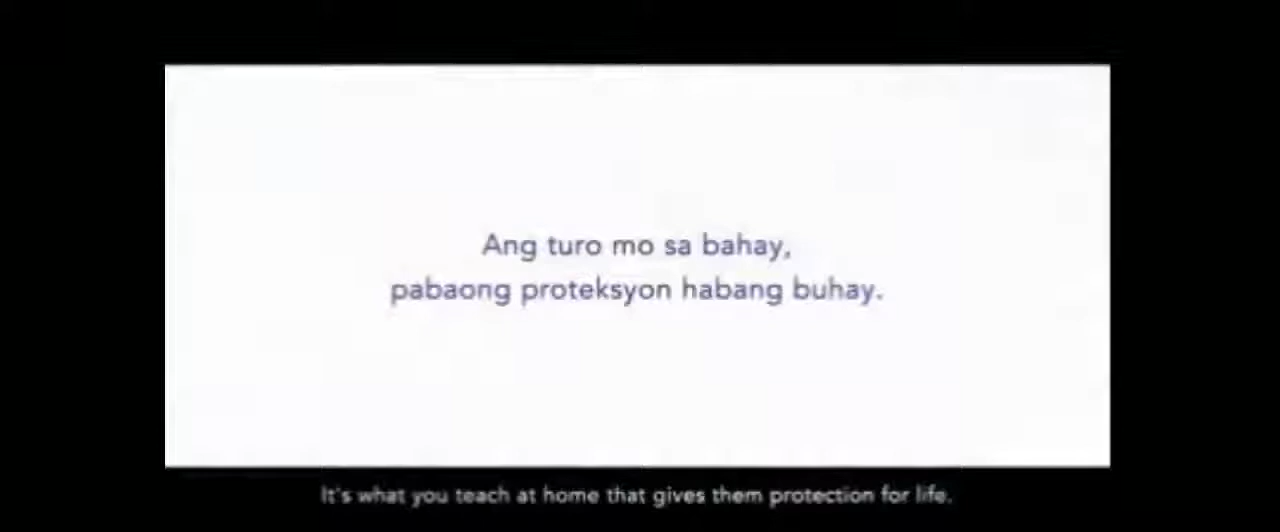 Ang turo mo sa bahay,
pabaong proteksyon habang buhay.
It's what you teach at home that gives them protection for life.